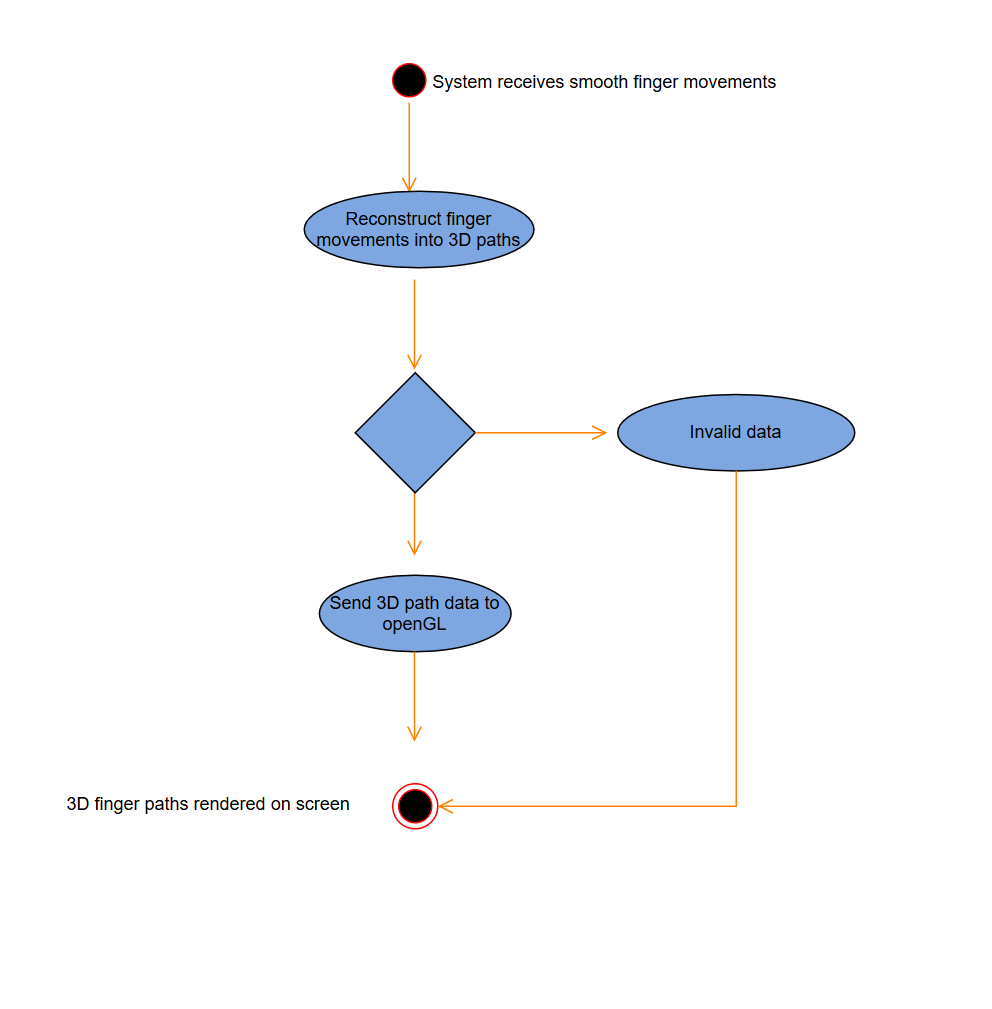 System receives smooth finger movements
Reconstruct finger
movements into 3D paths
Invalid data
Send 3D path data to
openGL
3D finger paths rendered on screen